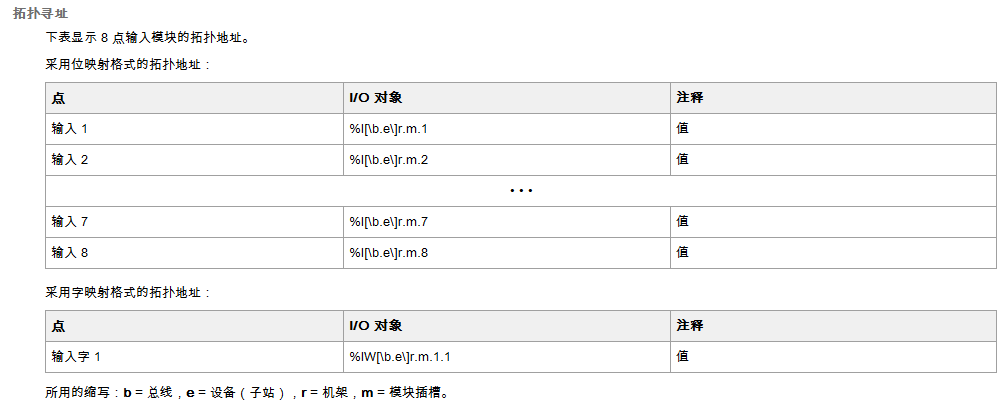 拓扑寻址
下表显示 8 点输入模块的拓扑地址。
采用位映射格式的拓扑地址：
点 I/O 对象 注释
输入 1 %I[\b.e\]r.m.1 值
输入 2 %I[\b.e\]r.m.2 值
• • •
输入 7 %I[\b.e\]r.m.7 值
输入 8 %I[\b.e\]r.m.8 值
采用字映射格式的拓扑地址：
点 I/O 对象 注释
输入字 1 %IW[\b.e\]r.m.1.1 值
所用的缩写：b = 总线，e = 设备（子站），r = 机架，m = 模块插槽。